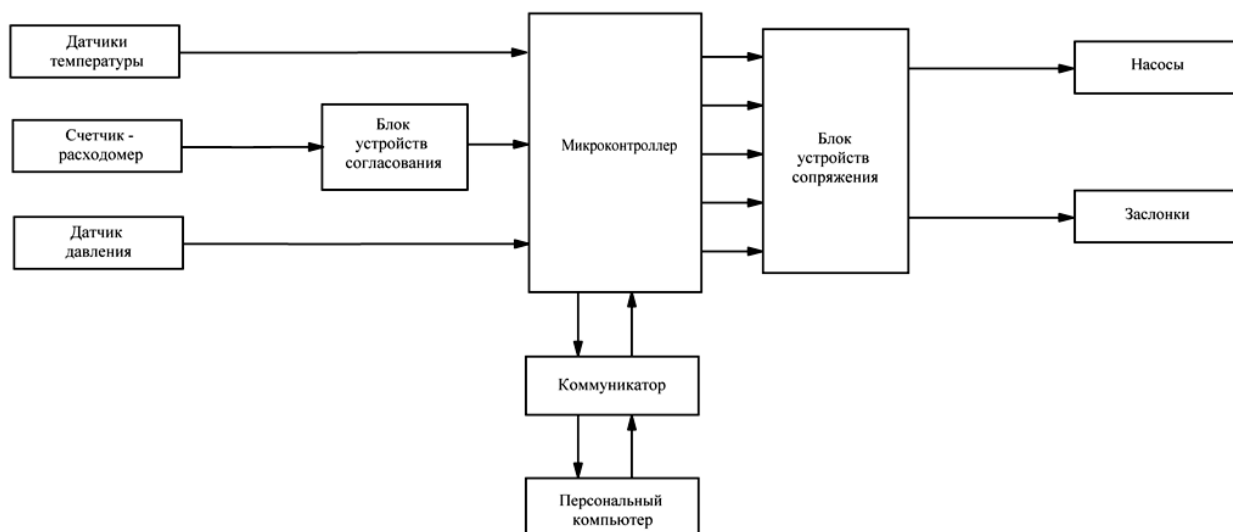 Датчики
температуры
Счетчик -
расходомер
Датчик
давления
Блок
устройств
согласования
Микроконтроллер
Блок
устройств
сопряжения
Насосы
Заслонки
Коммуникатор
Персональный
компьютер